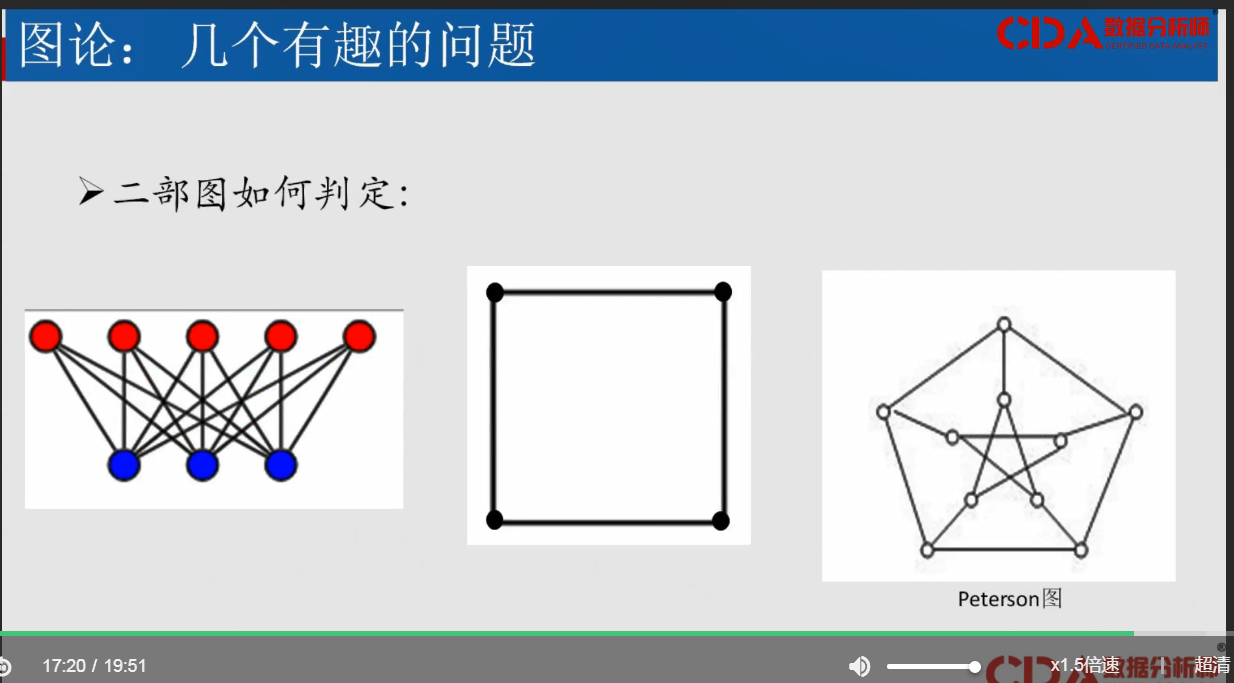 图论： 几个有趣的问题
CDA数据分析师
CERTIFIED DATA ANALYST
➢二部图如何判定:
Peterson图
17:20 / 19:51
x1.5倍速
超清
CDA数据分析师